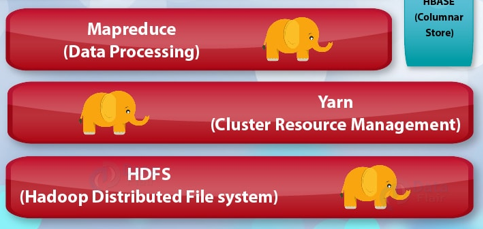 HBASE
(Columnar
Store)
Mapreduce
(Data Processing)
Yarn
(Cluster Resource Management)
HDFS
(Hadoop Distributed File system)